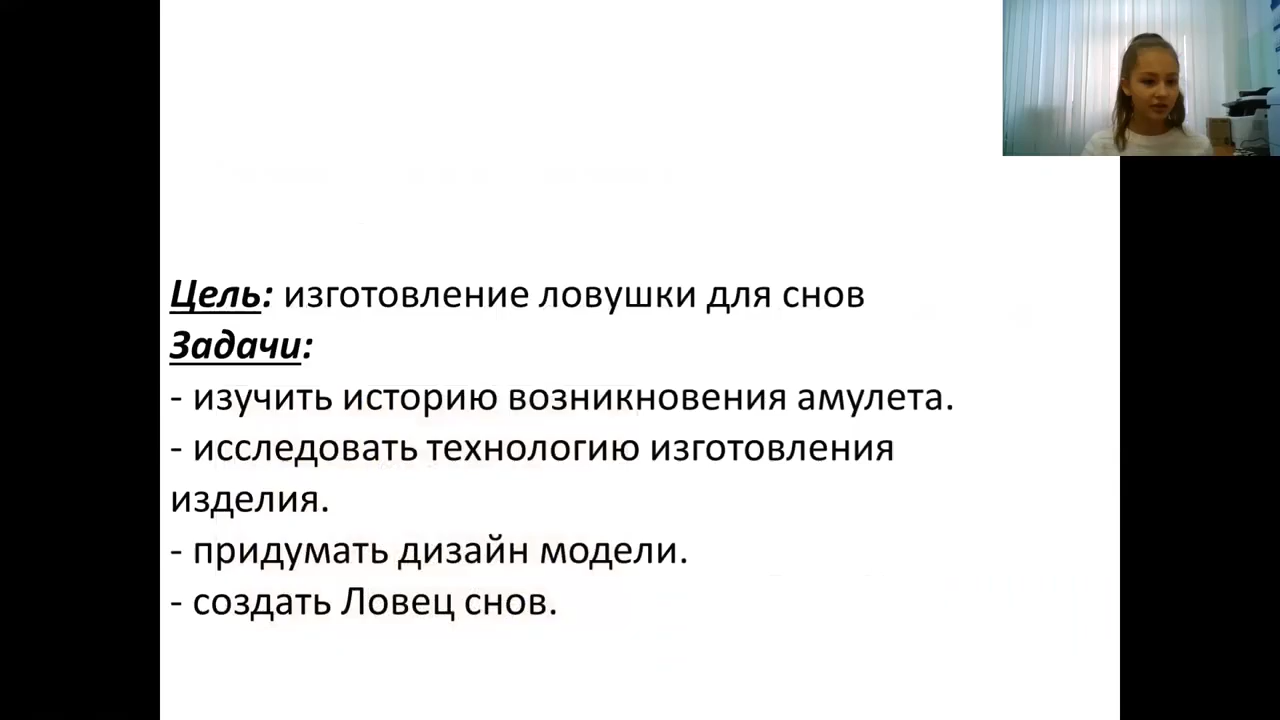 Цель: изготовление ловушки для снов
Задачи:
- изучить историю возникновения амулета.
- исследовать технологию изготовления
изделия.
- придумать дизайн модели.
- создать Ловец снов.